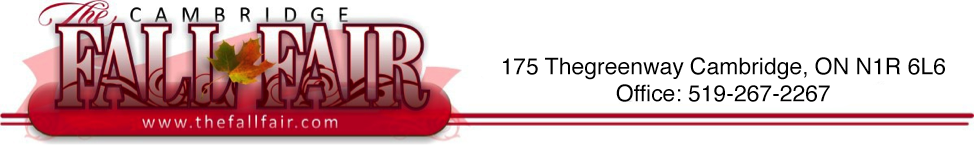 The CAMBRIDGE
FALL FAIR
www.thefallfair.com
175 Thegreenway Cambridge, ON N1R 6L6
Office: 519-267-2267